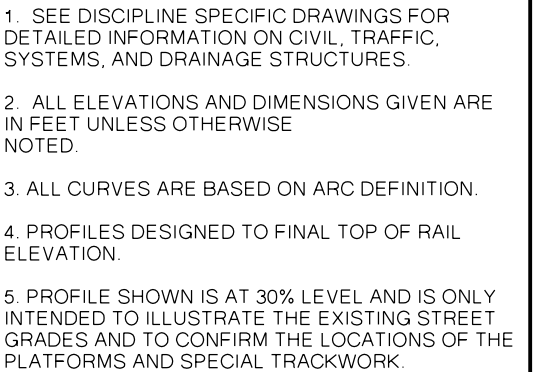 1. SEE DISCIPLINE SPECIFIC DRAWINGS FOR
DETAILED INFORMATION ON CIVIL, TRAFFIC,
SYSTEMS, AND DRAINAGE STRUCTURES.
2. ALL ELEVATIONS AND DIMENSIONS GIVEN ARE
IN FEET UNLESS OTHERWISE
NOTED.
3. ALL CURVES ARE BASED ON ARC DEFINITION.
4. PROFILES DESIGNED TO FINAL TOP OF RAIL
ELEVATION.
5. PROFILE SHOWN IS AT 30% LEVEL AND IS ONLY
INTENDED TO ILLUSTRATE THE EXISTING STREET
GRADES AND TO CONFIRM THE LOCATIONS OF THE
PLATFORMS AND SPECIAL TRACKWORK.